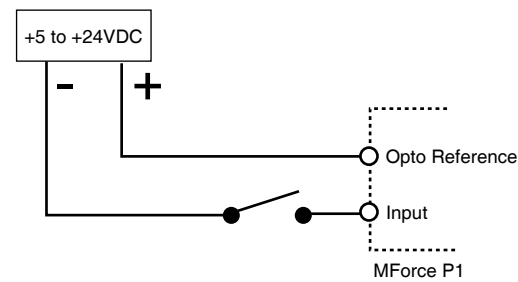 +5 to +24VDC
- +
Opto Reference
Input
MForce P1